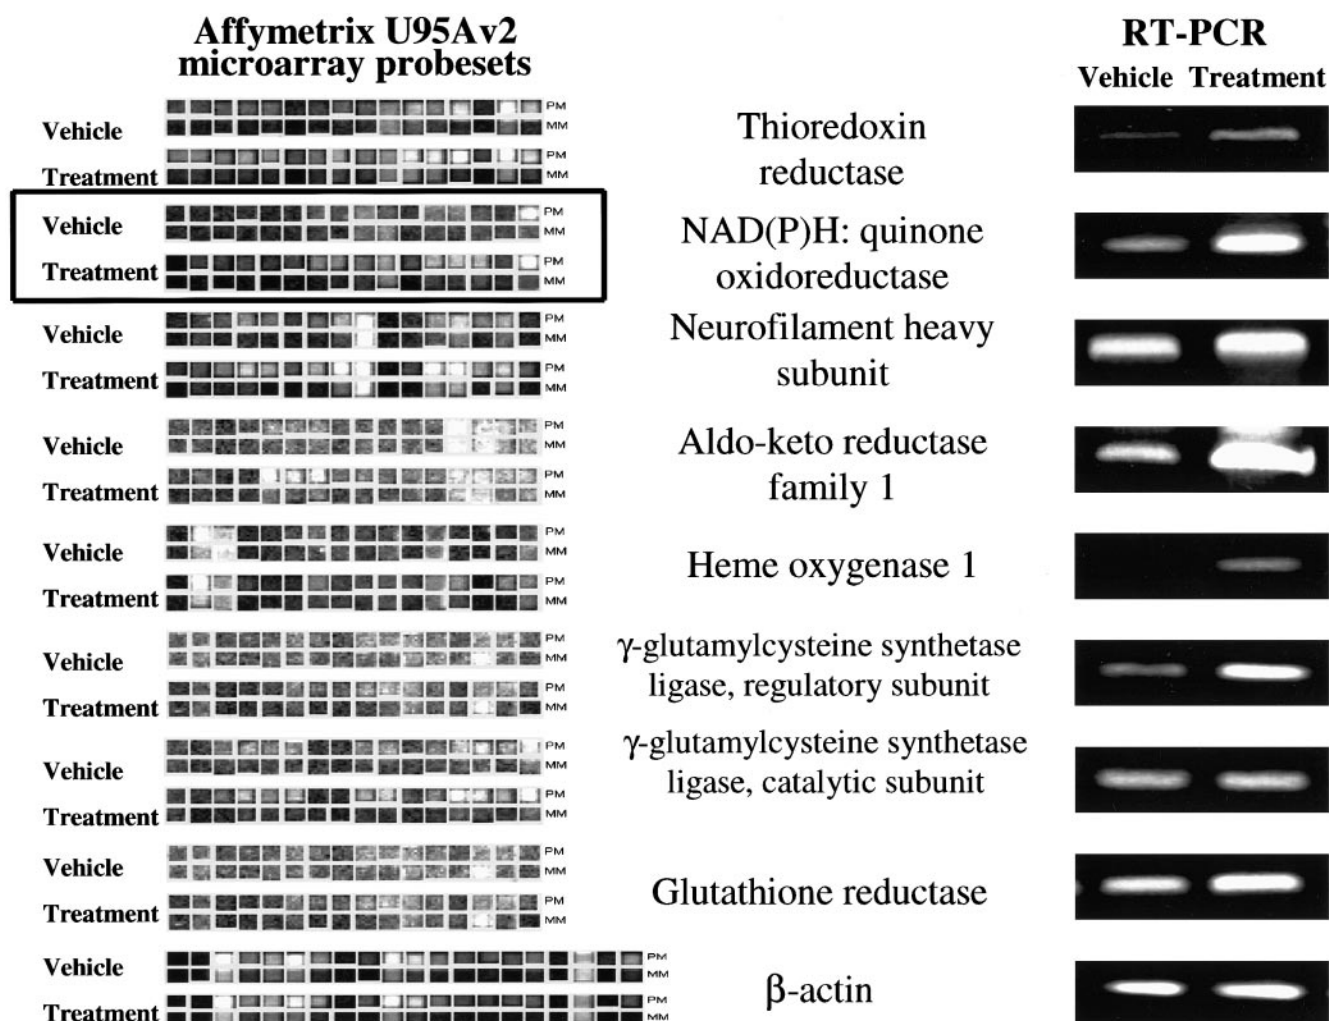 Affymetrix U95Av2
microarray probesets
RT-PCR
Vehicle Treatment
Vehicle
PM
MM
Treatment
PM
MM
Thioredoxin
reductase
Vehicle
PM
MM
Treatment
PM
MM
NAD(P)H: quinone
oxidoreductase
Vehicle
PM
MM
Treatment
PM
MM
Neurofilament heavy
subunit
Vehicle
PM
MM
Treatment
PM
MM
Aldo-keto reductase
family 1
Vehicle
PM
MM
Treatment
PM
MM
Heme oxygenase 1
Vehicle
PM
MM
Treatment
PM
MM
γ-glutamylcysteine synthetase
ligase, regulatory subunit
Vehicle
PM
MM
Treatment
PM
MM
γ-glutamylcysteine synthetase
ligase, catalytic subunit
Vehicle
PM
MM
Treatment
PM
MM
Glutathione reductase
Vehicle
PM
MM
Treatment
PM
MM
β-actin